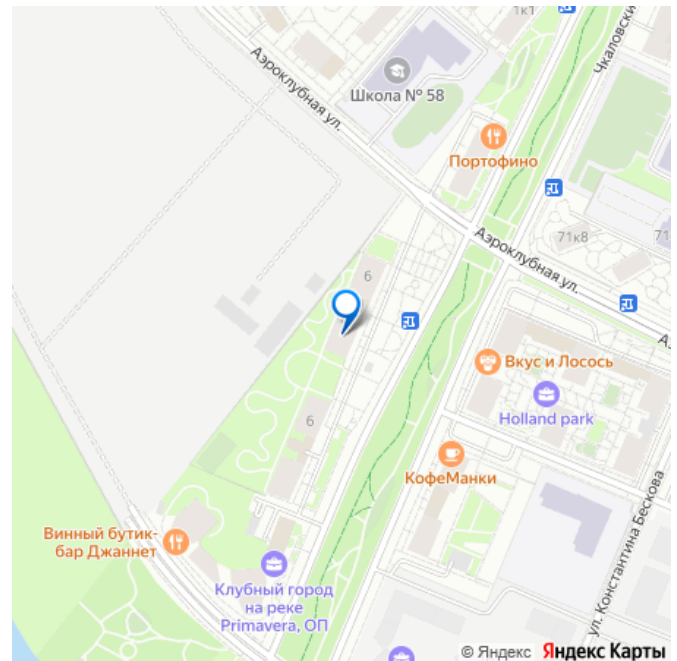 1к1
Чкаловски
Аэроклубная ул.
Школа № 58
Портофино
Аэроклубная ул.
71к8
71
6
А
Вкус и Лосось
Holland park
6
КофеМанки
ул. Константина Бескова
Винный бутик-
бар Джаннет
Клубный город
на реке
Primavera, ОП
© Яндекс Яндекс Карты